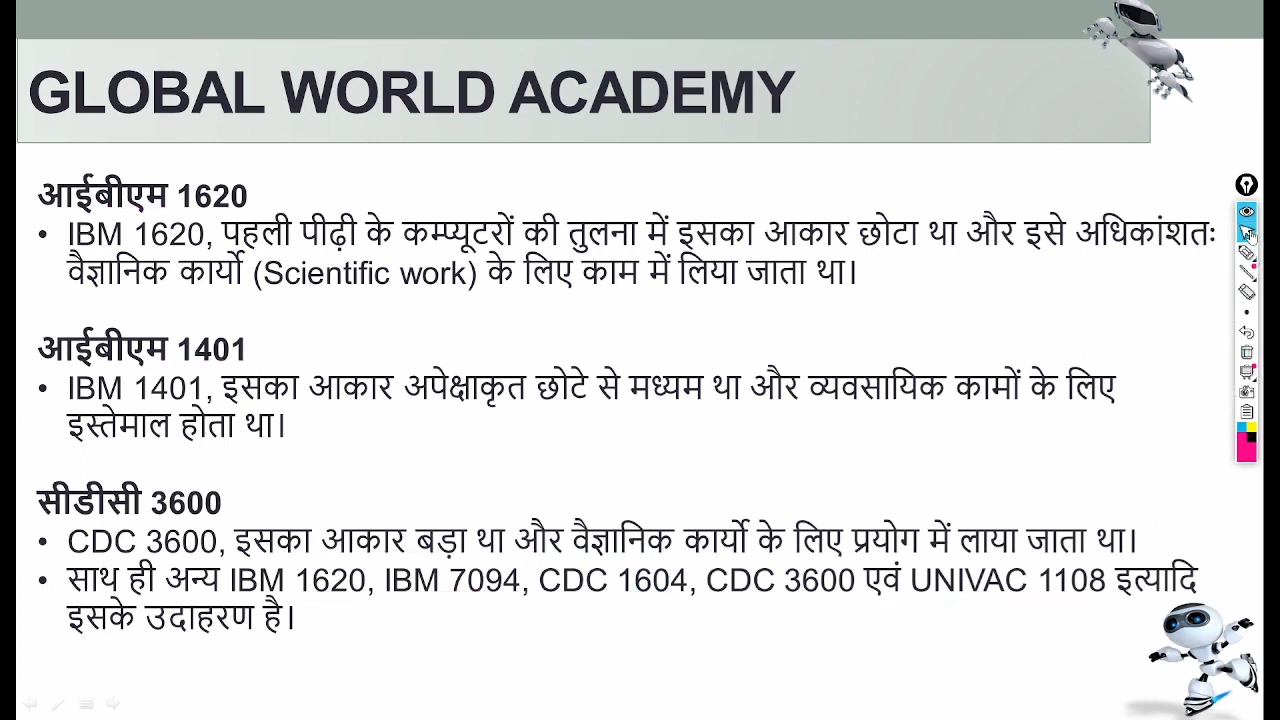 GLOBAL WORLD ACADEMY
आईबीएम 1620
• IBM 1620, पहली पीढ़ी के कम्प्यूटरों की तुलना में इसका आकार छोटा था और इसे अधिकांशतः
वैज्ञानिक कार्यो (Scientific work) के लिए काम में लिया जाता था।
आईबीएम 1401
• IBM 1401, इसका आकार अपेक्षाकृत छोटे से मध्यम था और व्यवसायिक कामों के लिए
इस्तेमाल होता था।
सीडीसी 3600
• CDC 3600, इसका आकार बड़ा था और वैज्ञानिक कार्यो के लिए प्रयोग में लाया जाता था।
• साथ ही अन्य IBM 1620, IBM 7094, CDC 1604, CDC 3600 एवं UNIVAC 1108 इत्यादि
इसके उदाहरण है।